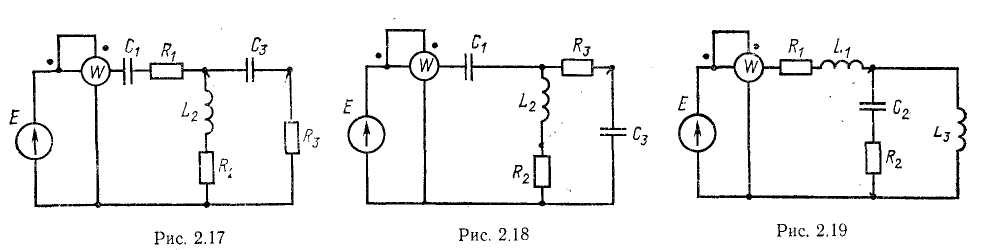 C1 R1 C3
W
E
L2
R2
R3
Рис. 2.17
C1 R3
W
E
L2
C3
R2
Рис. 2.18
R1 L1
W
E
C2
L3
R2
Рис. 2.19